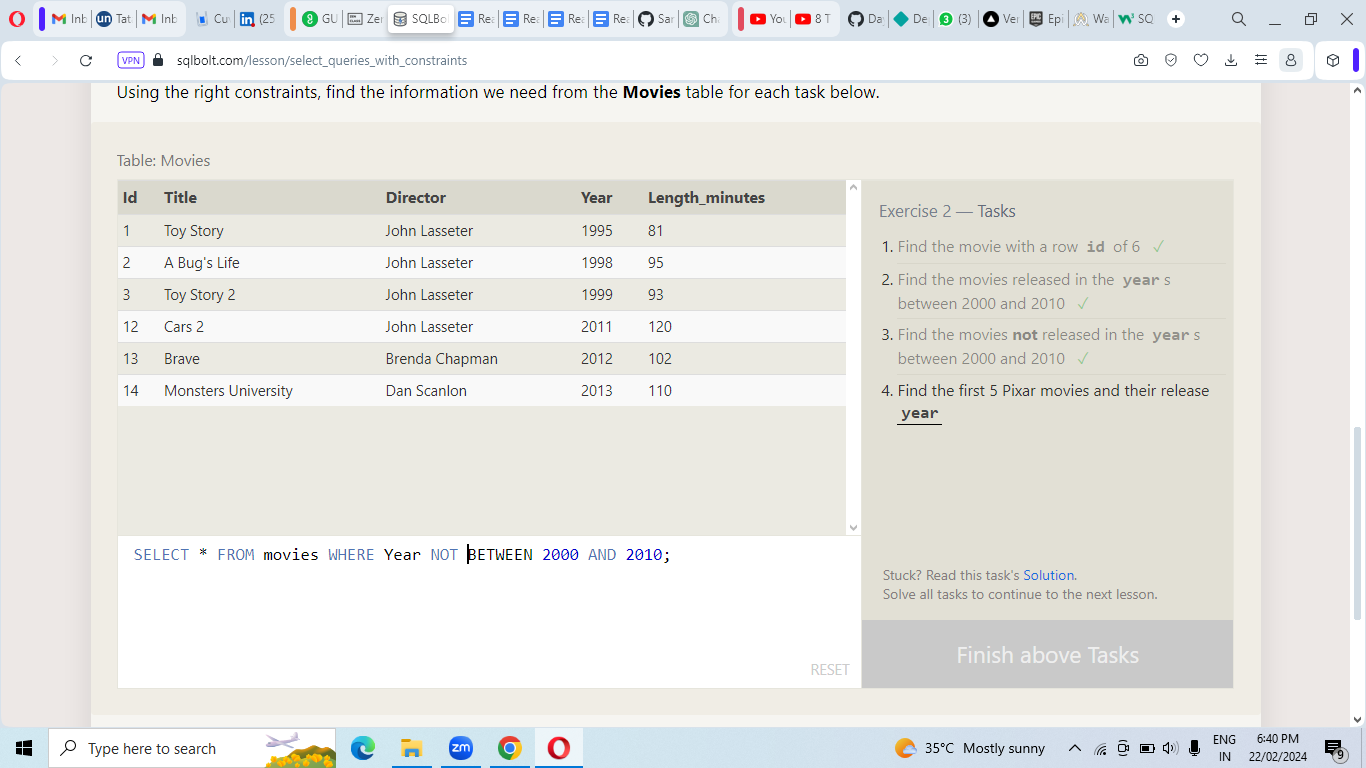 Inb
Tat
Inb
Cu
(25
GU
Zer
SQLBo
Rea
Rea
Rea
Rea
Sar
Cha
You
8 T
Da
De
(3)
Ver
Epi
Wa
SQ
VPN
sqlbolt.com/lesson/select_queries_with_constraints
Using the right constraints, find the information we need from the Movies table for each task below.
Table: Movies
Id Title Director Year Length_minutes
1 Toy Story John Lasseter 1995 81
2 A Bug's Life John Lasseter 1998 95
3 Toy Story 2 John Lasseter 1999 93
12 Cars 2 John Lasseter 2011 120
13 Brave Brenda Chapman 2012 102
14 Monsters University Dan Scanlon 2013 110
SELECT * FROM movies WHERE Year NOT BETWEEN 2000 AND 2010;
RESET
Exercise 2 — Tasks
1. Find the movie with a row id of 6 ✓
2. Find the movies released in the year s
between 2000 and 2010 ✓
3. Find the movies not released in the year s
between 2000 and 2010 ✓
4. Find the first 5 Pixar movies and their release
year
Stuck? Read this task's Solution.
Solve all tasks to continue to the next lesson.
Finish above Tasks
Type here to search
zm
35°C Mostly sunny
ENG
IN
6:40 PM
22/02/2024
9